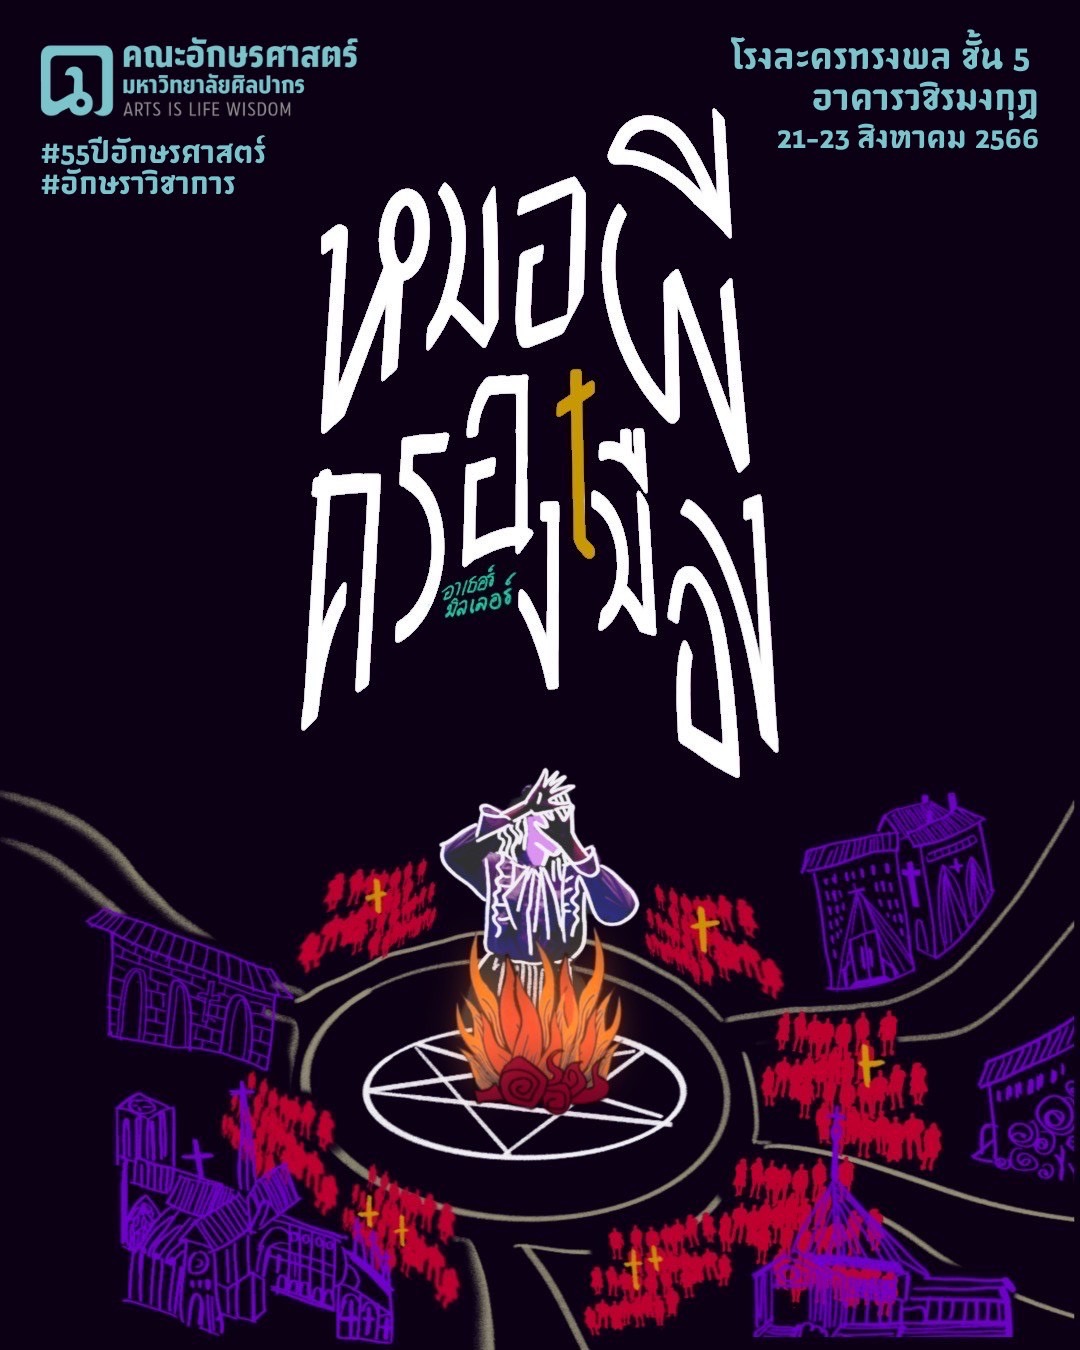 คณะอักษรศาสตร์
มหาวิทยาลัยศิลปากร
ARTS IS LIFE WISDOM
#55ปีอักษรศาสตร์
#อักษราวิชาการ
โรงละครทรงพล ชั้น 5
อาคารวชิรมงกุฎ
21-23 สิงหาคม 2566
หมอผี
ครองเมือง
อาเธอร์
มิลเลอร์